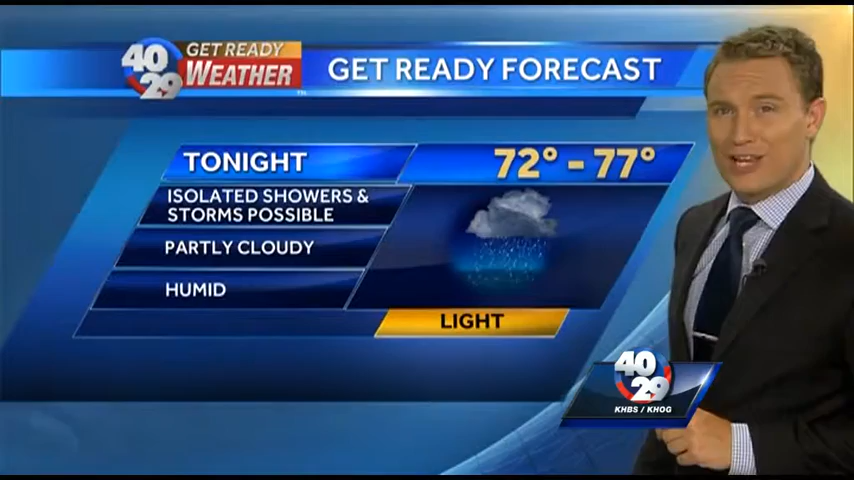 40
29
GET READY
WEATHER
GET READY FORECAST
TONIGHT
72° - 77°
ISOLATED SHOWERS &
STORMS POSSIBLE
PARTLY CLOUDY
HUMID
LIGHT
40
29
KHBS / KHOG